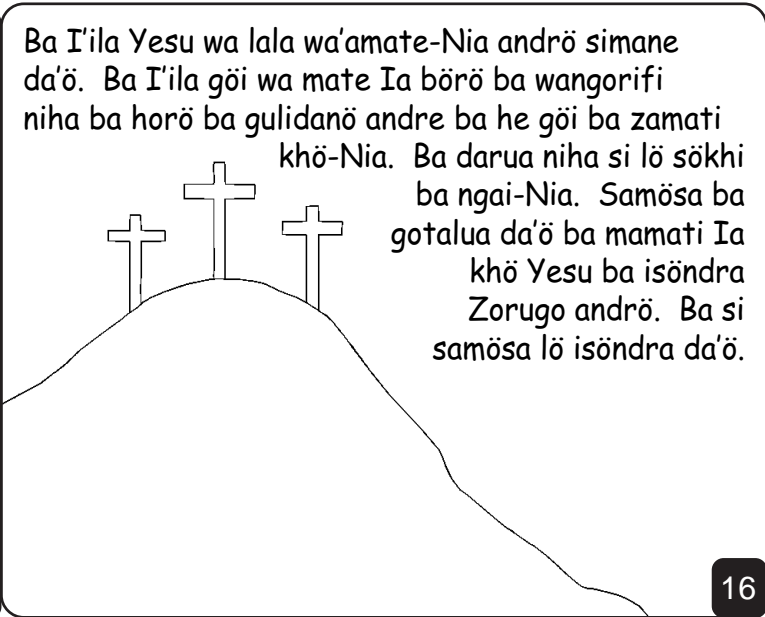 Ba I'ila Yesu wa lala wa'amate-Nia andrö simane
da'ö.  Ba I'ila göi wa mate Ia börö ba wangorifi
niha ba horö ba gulidanö andre ba he göi ba zamati
khö-Nia.  Ba darua niha si lö sökhi
ba ngai-Nia.  Samösa ba
gotalua da'ö ba mamati Ia
khö Yesu ba isöndra
Zorugo andrö.  Ba si
samösa lö isöndra da'ö.
16